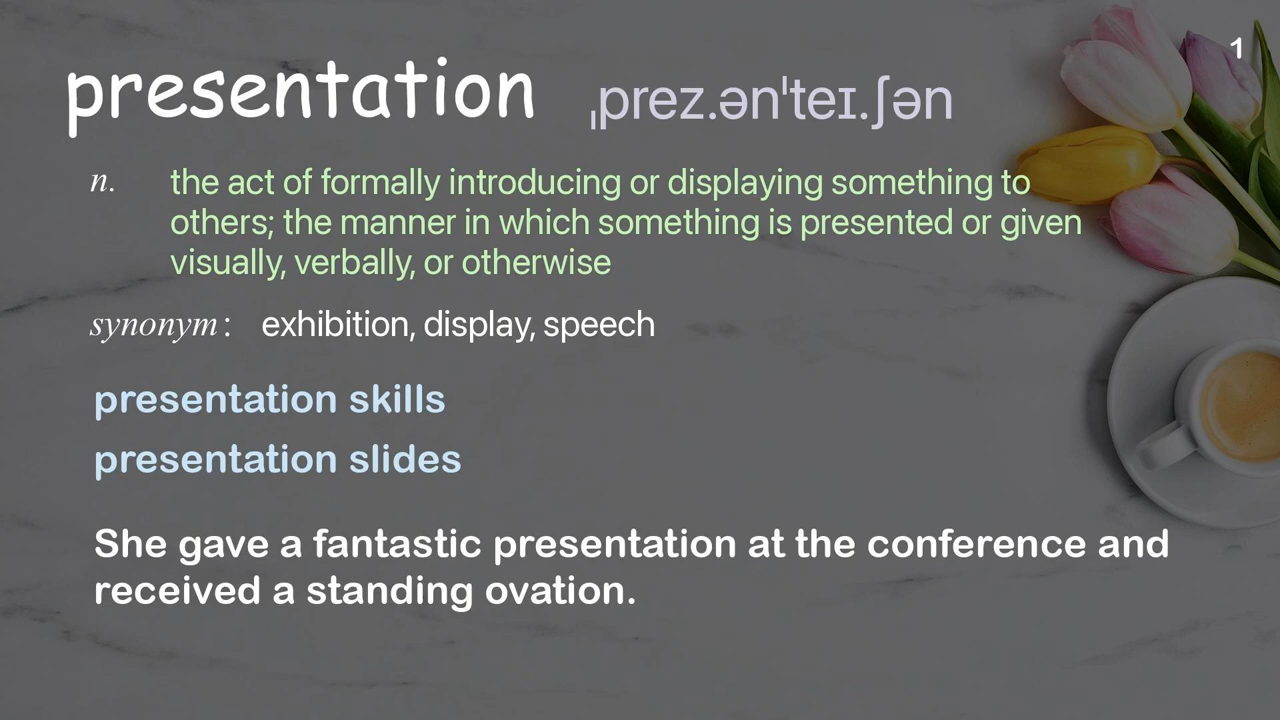 1
presentation ˌprez.ənˈteɪ.ʃən
n. the act of formally introducing or displaying something to
others; the manner in which something is presented or given
visually, verbally, or otherwise
synonym: exhibition, display, speech
presentation skills
presentation slides
She gave a fantastic presentation at the conference and
received a standing ovation.